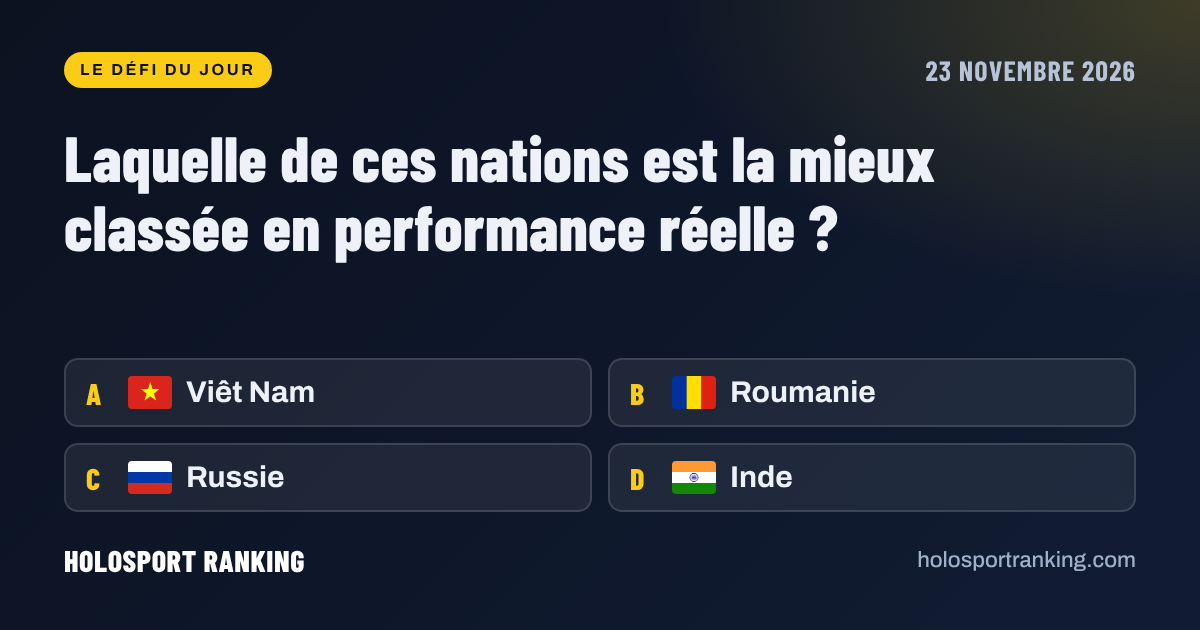 LE DÉFI DU JOUR
23 NOVEMBRE 2026
Laquelle de ces nations est la mieux
classée en performance réelle ?
A Viêt Nam
B Roumanie
C Russie
D Inde
HOLOSPORT RANKING
holosportranking.com